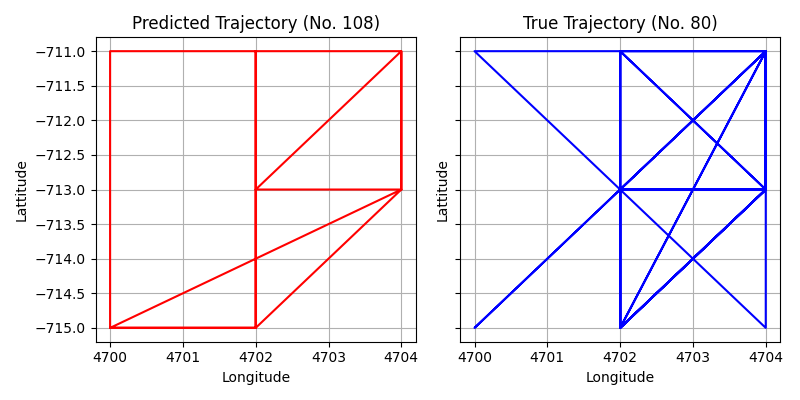 Predicted Trajectory (No. 108)
True Trajectory (No. 80)
Lattitude
−711.0
−711.5
−712.0
−712.5
−713.0
−713.5
−714.0
−714.5
−715.0
4700 4701 4702 4703 4704
Longitude
Lattitude
4700 4701 4702 4703 4704
Longitude